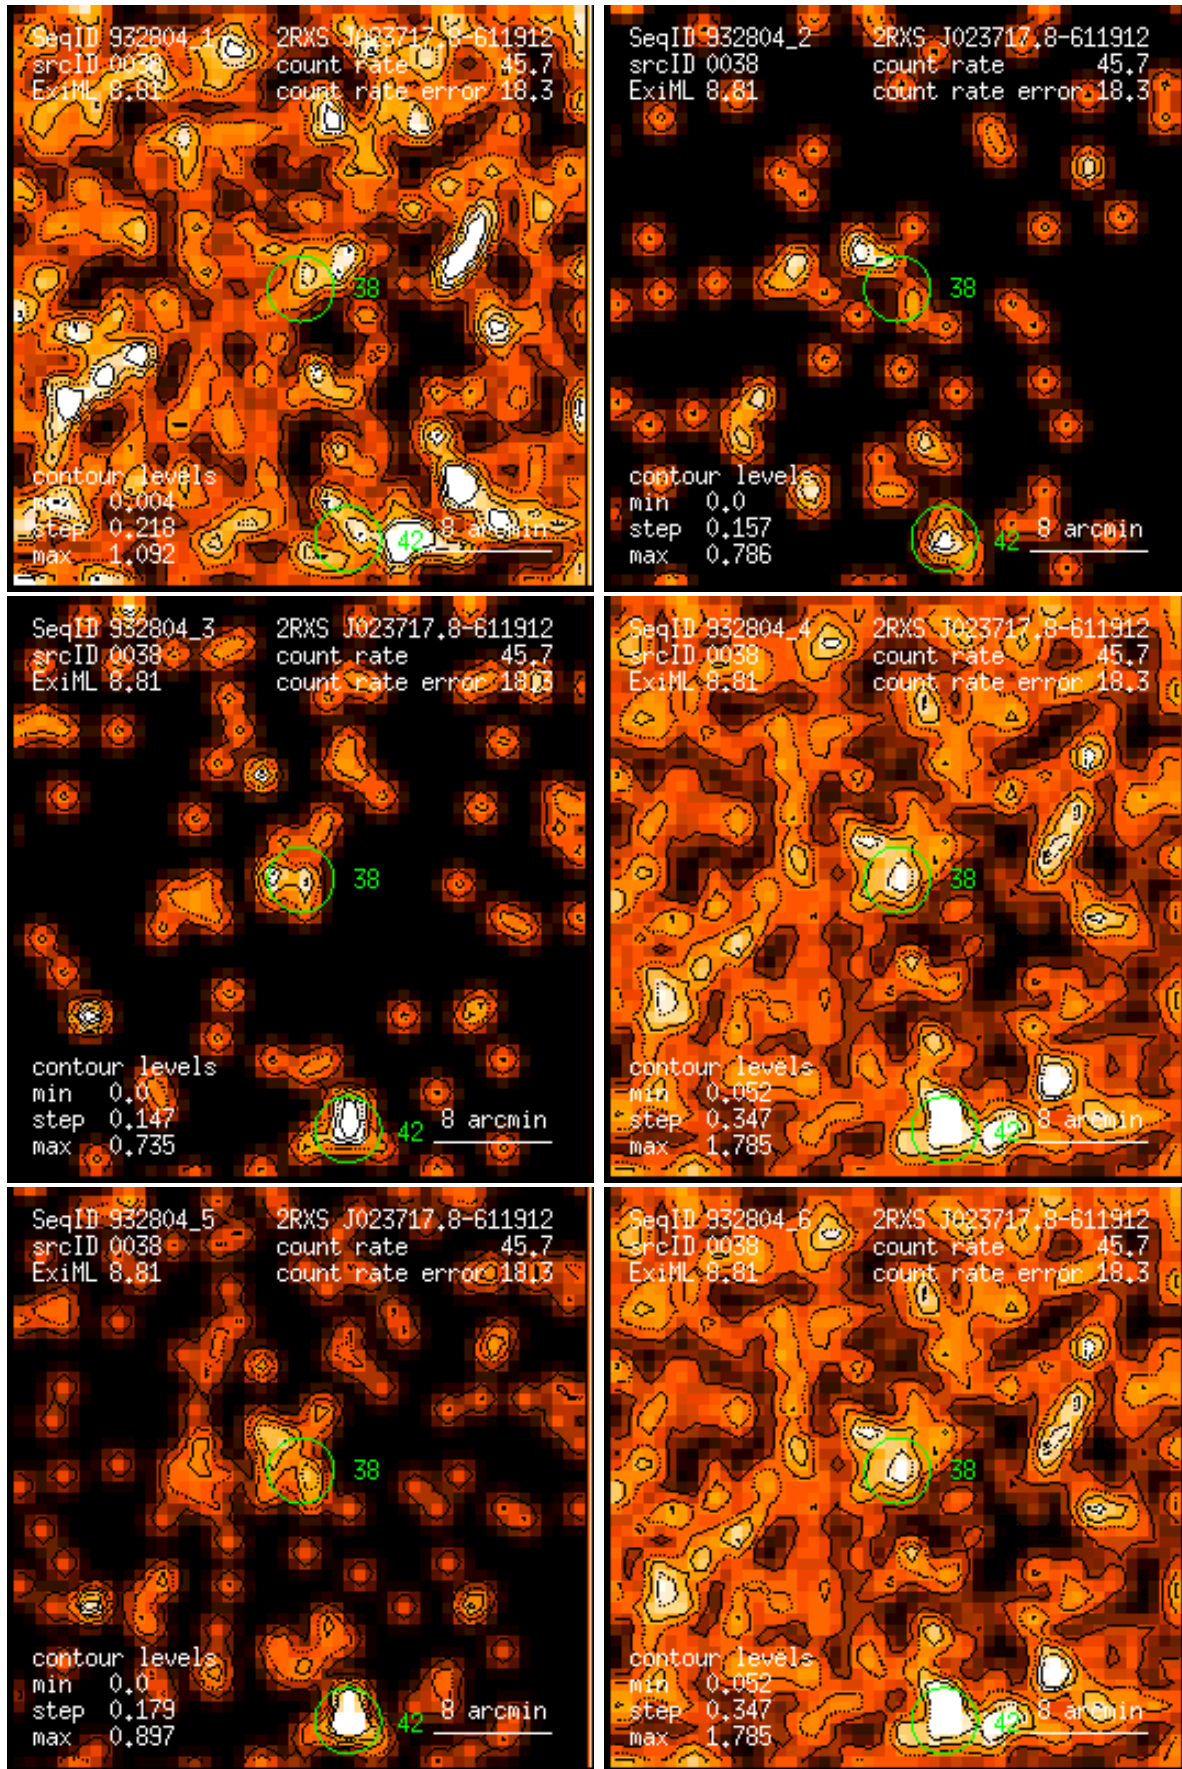 SeqID 932804_1 2RXS J023717.8-611912
srcID 0038 count rate 45.7
ExiML 8.81 count rate error 18.3
38
contour levels
min 0.004
step 0.218 8 arcmin
42
max 1.092
SeqID 932804_2 2RXS J023717.8-611912
srcID 0038 count rate 45.7
ExiML 8.81 count rate error 18.3
38
contour levels
min 0.0
step 0.157 8 arcmin
42
max 0.786
SeqID 932804_3 2RXS J023717.8-611912
srcID 0038 count rate 45.7
ExiML 8.81 count rate error 18.3
38
contour levels
min 0.0
step 0.147 8 arcmin
42
max 0.735
SeqID 932804_4 2RXS J023717.8-611912
srcID 0038 count rate 45.7
ExiML 8.81 count rate error 18.3
38
contour levels
min 0.052
step 0.347 8 arcmin
42
max 1.785
SeqID 932804_5 2RXS J023717.8-611912
srcID 0038 count rate 45.7
ExiML 8.81 count rate error 18.3
38
contour levels
min 0.0
step 0.179 8 arcmin
42
max 0.897
SeqID 932804_6 2RXS J023717.8-611912
srcID 0038 count rate 45.7
ExiML 8.81 count rate error 18.3
38
contour levels
min 0.052
step 0.347 8 arcmin
42
max 1.785